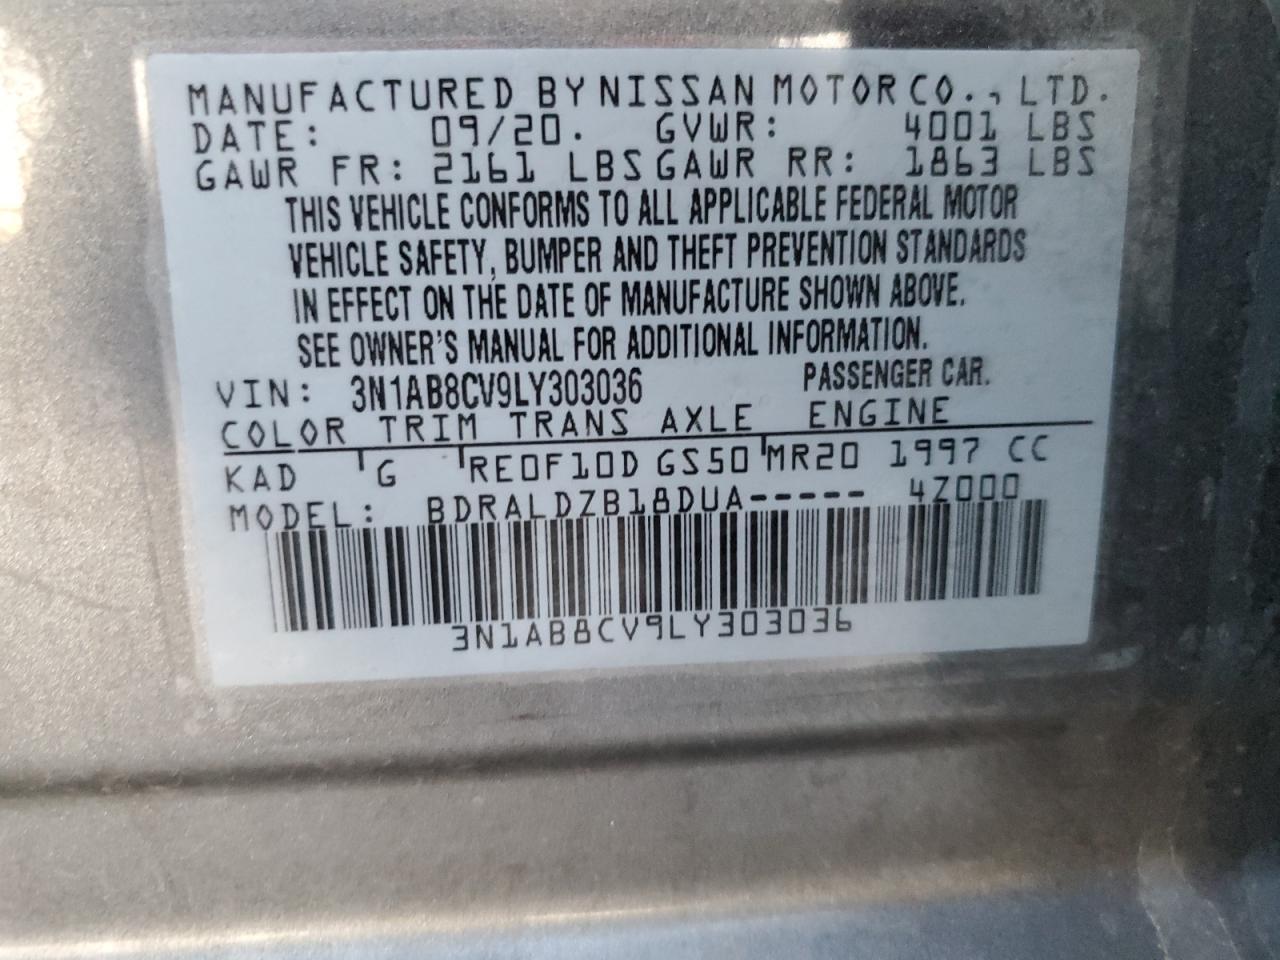 MANUFACTURED BY NISSAN MOTOR CO., LTD.
DATE: 09/20. GVWR: 4001 LBS
GAWR FR: 2161 LBS GAWR RR: 1863 LBS
THIS VEHICLE CONFORMS TO ALL APPLICABLE FEDERAL MOTOR
VEHICLE SAFETY, BUMPER AND THEFT PREVENTION STANDARDS
IN EFFECT ON THE DATE OF MANUFACTURE SHOWN ABOVE.
SEE OWNER'S MANUAL FOR ADDITIONAL INFORMATION.
VIN: 3N1AB8CV9LY303036 PASSENGER CAR.
COLOR TRIM TRANS AXLE ENGINE
KAD G RE0F10D GS50 MR20 1997 CC
MODEL: BDRALDZB18DUA----- 4Z000
3N1AB8CV9LY303036